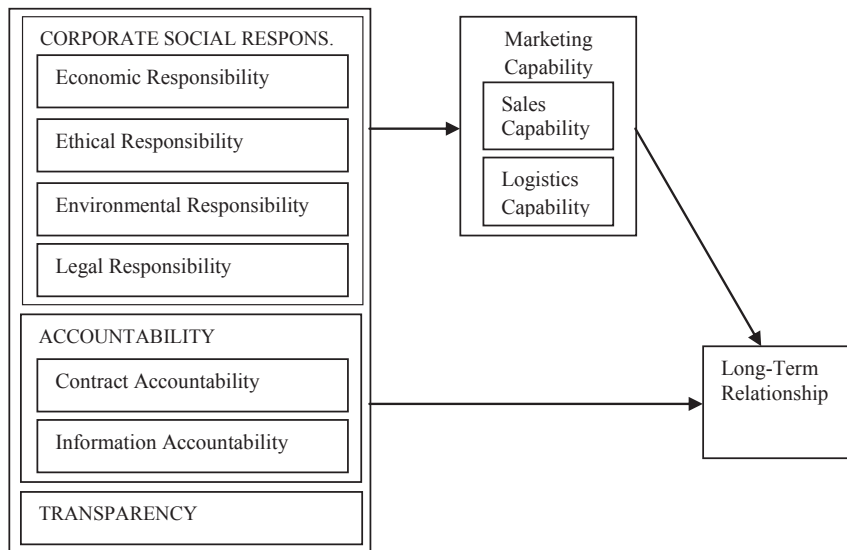 CORPORATE SOCIAL RESPONS.
Economic Responsibility
Ethical Responsibility
Environmental Responsibility
Legal Responsibility
ACCOUNTABILITY
Contract Accountability
Information Accountability
TRANSPARENCY
Marketing
Capability
Sales
Capability
Logistics
Capability
Long-Term
Relationship